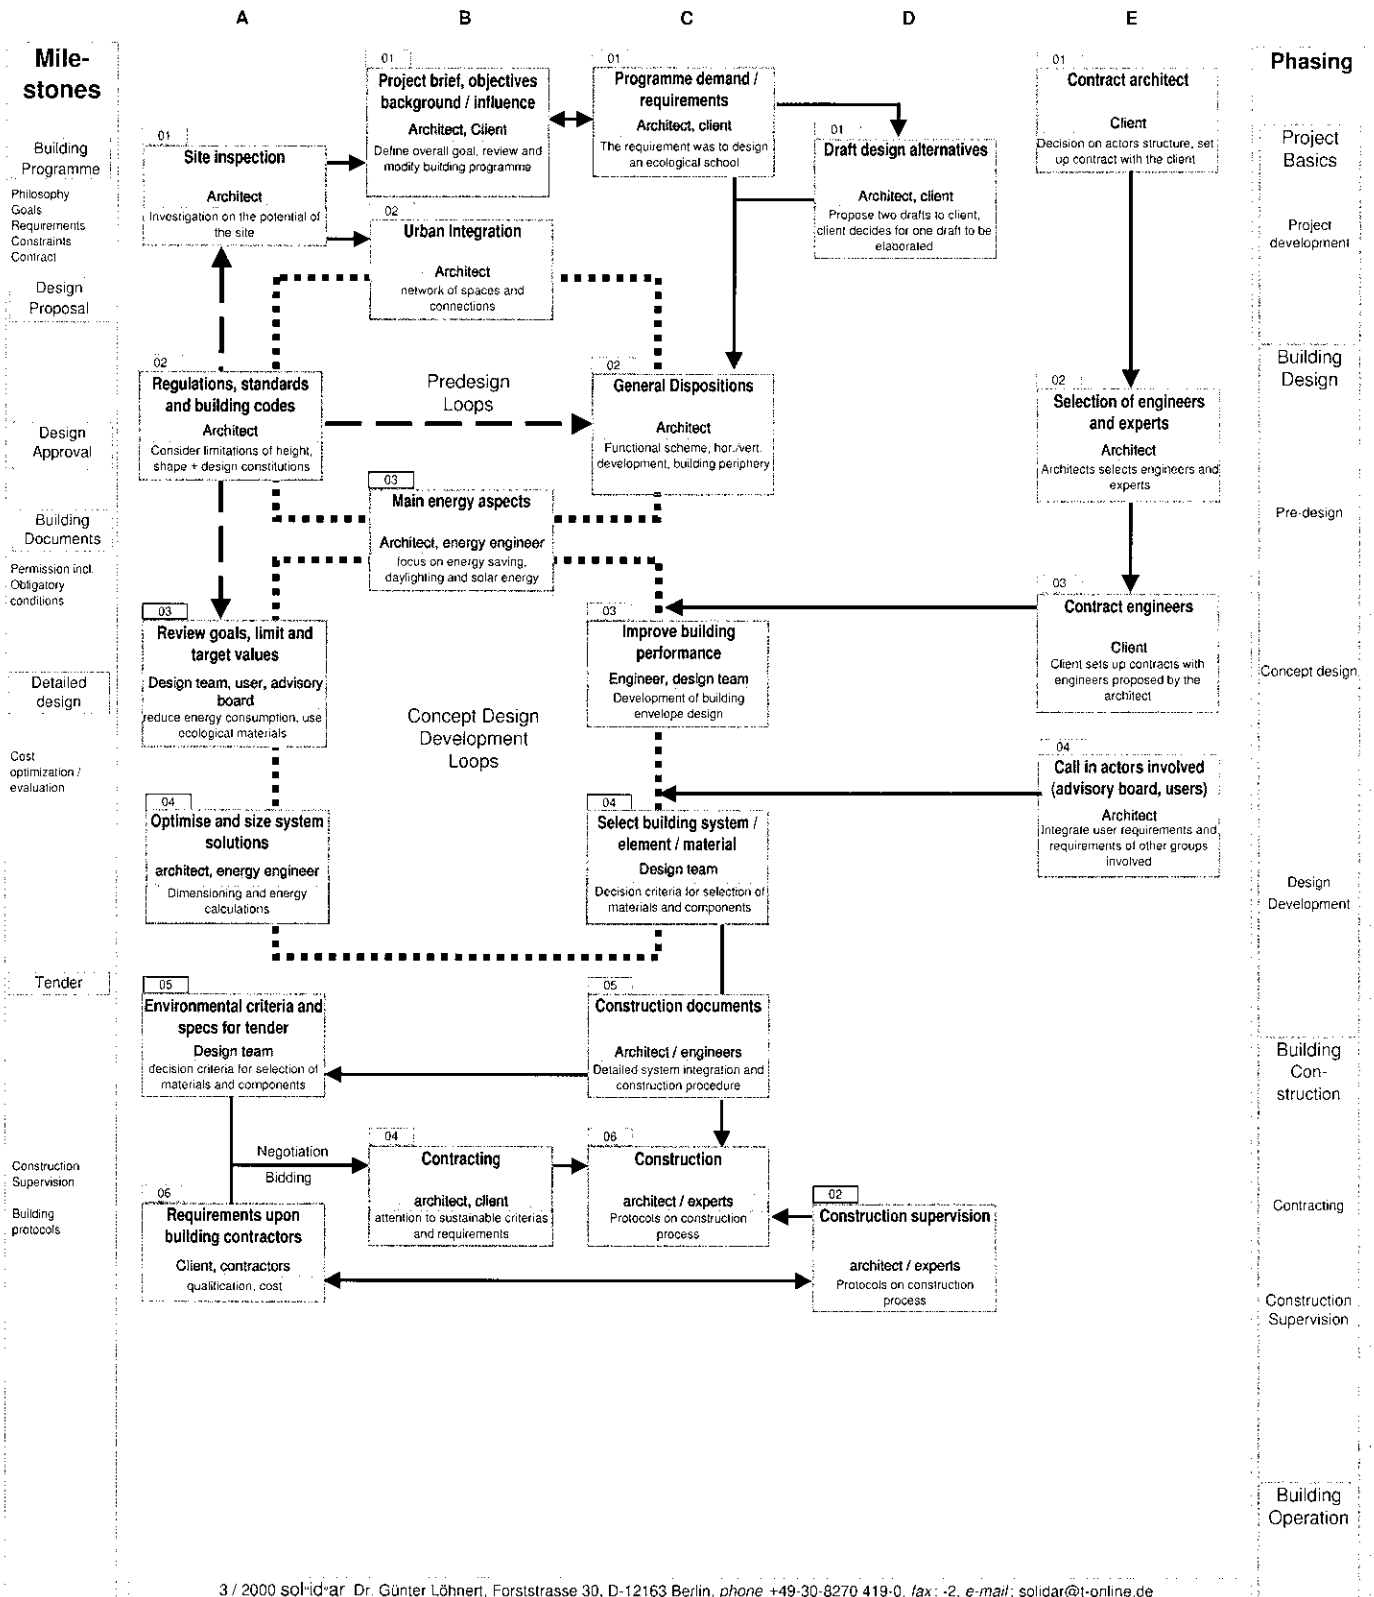 A
B
C
D
E
Mile-
stones
Building
Programme
Philosophy
Goals
Requirements
Constraints
Contract
Design
Proposal
Design
Approval
Building
Documents
Permission incl.
Obligatory
conditions
Detailed
design
Cost
optimization /
evaluation
Tender
Construction
Supervision
Building
protocols
01
Site inspection
Architect
Investigation on the potential of
the site
02
Regulations, standards
and building codes
Architect
Consider limitations of height,
shape + design constitutions
03
Review goals, limit and
target values
Design team, user, advisory
board
reduce energy consumption, use
ecological materials
04
Optimise and size system
solutions
architect, energy engineer
Dimensioning and energy
calculations
05
Environmental criteria and
specs for tender
Design team
decision criteria for selection of
materials and components
Negotiation
Bidding
06
Requirements upon
building contractors
Client, contractors
qualification, cost
01
Project brief, objectives
background / influence
Architect, Client
Define overall goal, review and
modify building programme
02
Urban Integration
Architect
network of spaces and
connections
Predesign
Loops
03
Main energy aspects
Architect, energy engineer
focus on energy saving,
daylighting and solar energy
Concept Design
Development
Loops
04
Contracting
architect, client
attention to sustainable criterias
and requirements
01
Programme demand /
requirements
Architect, client
The requirement was to design
an ecological school
02
General Dispositions
Architect
Functional scheme, hor./vert.
development, building periphery
03
Improve building
performance
Engineer, design team
Development of building
envelope design
04
Select building system /
element / material
Design team
Decision criteria for selection of
materials and components
05
Construction documents
Architect / engineers
Detailed system integration and
construction procedure
06
Construction
architect / experts
Protocols on construction
process
01
Draft design alternatives
Architect, client
Propose two drafts to client,
client decides for one draft to be
elaborated
02
Construction supervision
architect / experts
Protocols on construction
process
01
Contract architect
Client
Decision on actors structure, set
up contract with the client
02
Selection of engineers
and experts
Architect
Architects selects engineers and
experts
03
Contract engineers
Client
Client sets up contracts with
engineers proposed by the
architect
04
Call in actors involved
(advisory board, users)
Architect
Integrate user requirements and
requirements of other groups
involved
Phasing
Project
Basics
Project
development
Building
Design
Pre-design
Concept design
Design
Development
Building
Con-
struction
Contracting
Construction
Supervision
Building
Operation
3 / 2000 sol"id"ar Dr. Günter Löhnert, Forststrasse 30, D-12163 Berlin, phone +49-30-8270 419-0, fax: -2, e-mail: solidar@t-online.de